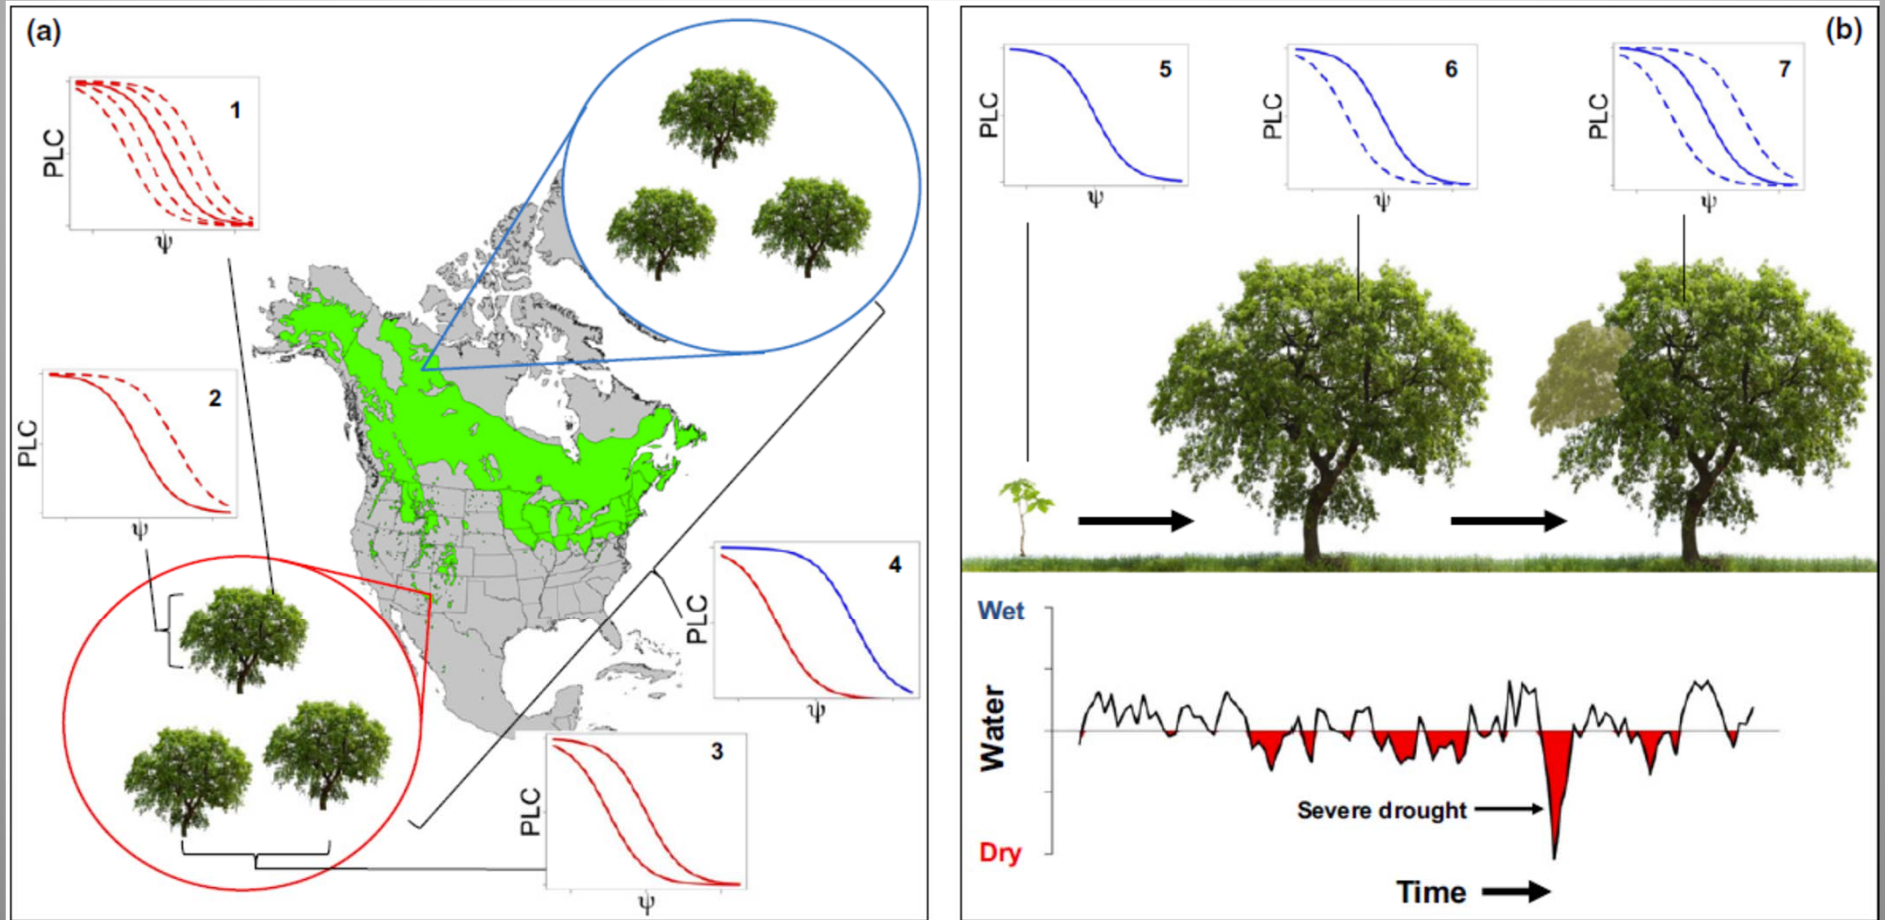 (a)
1
PLC
ψ
2
PLC
ψ
4
PLC
ψ
3
PLC
ψ
(b)
5
PLC
ψ
6
PLC
ψ
7
PLC
ψ
Wet
Water
Severe drought
Dry
Time